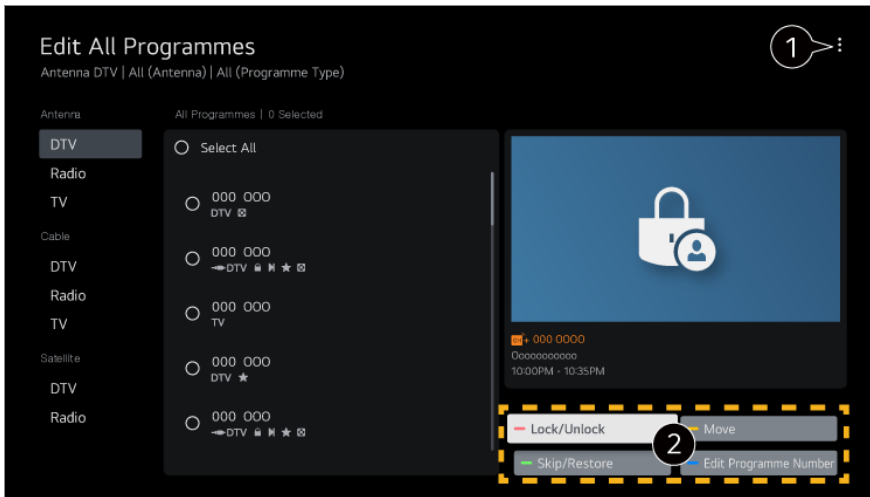 Edit All Programmes
Antenna DTV | All (Antenna) | All (Programme Type)
1
Antenna
DTV
Radio
TV
Cable
DTV
Radio
TV
Satellite
DTV
Radio
All Programmes | 0 Selected
Select All
000 000
DTV
000 000
DTV
000 000
TV
000 000
DTV
000 000
DTV
CH+ 000 0000
Oooooooooooo
10:00PM - 10:35PM
Lock/Unlock
Move
2
Skip/Restore
Edit Programme Number